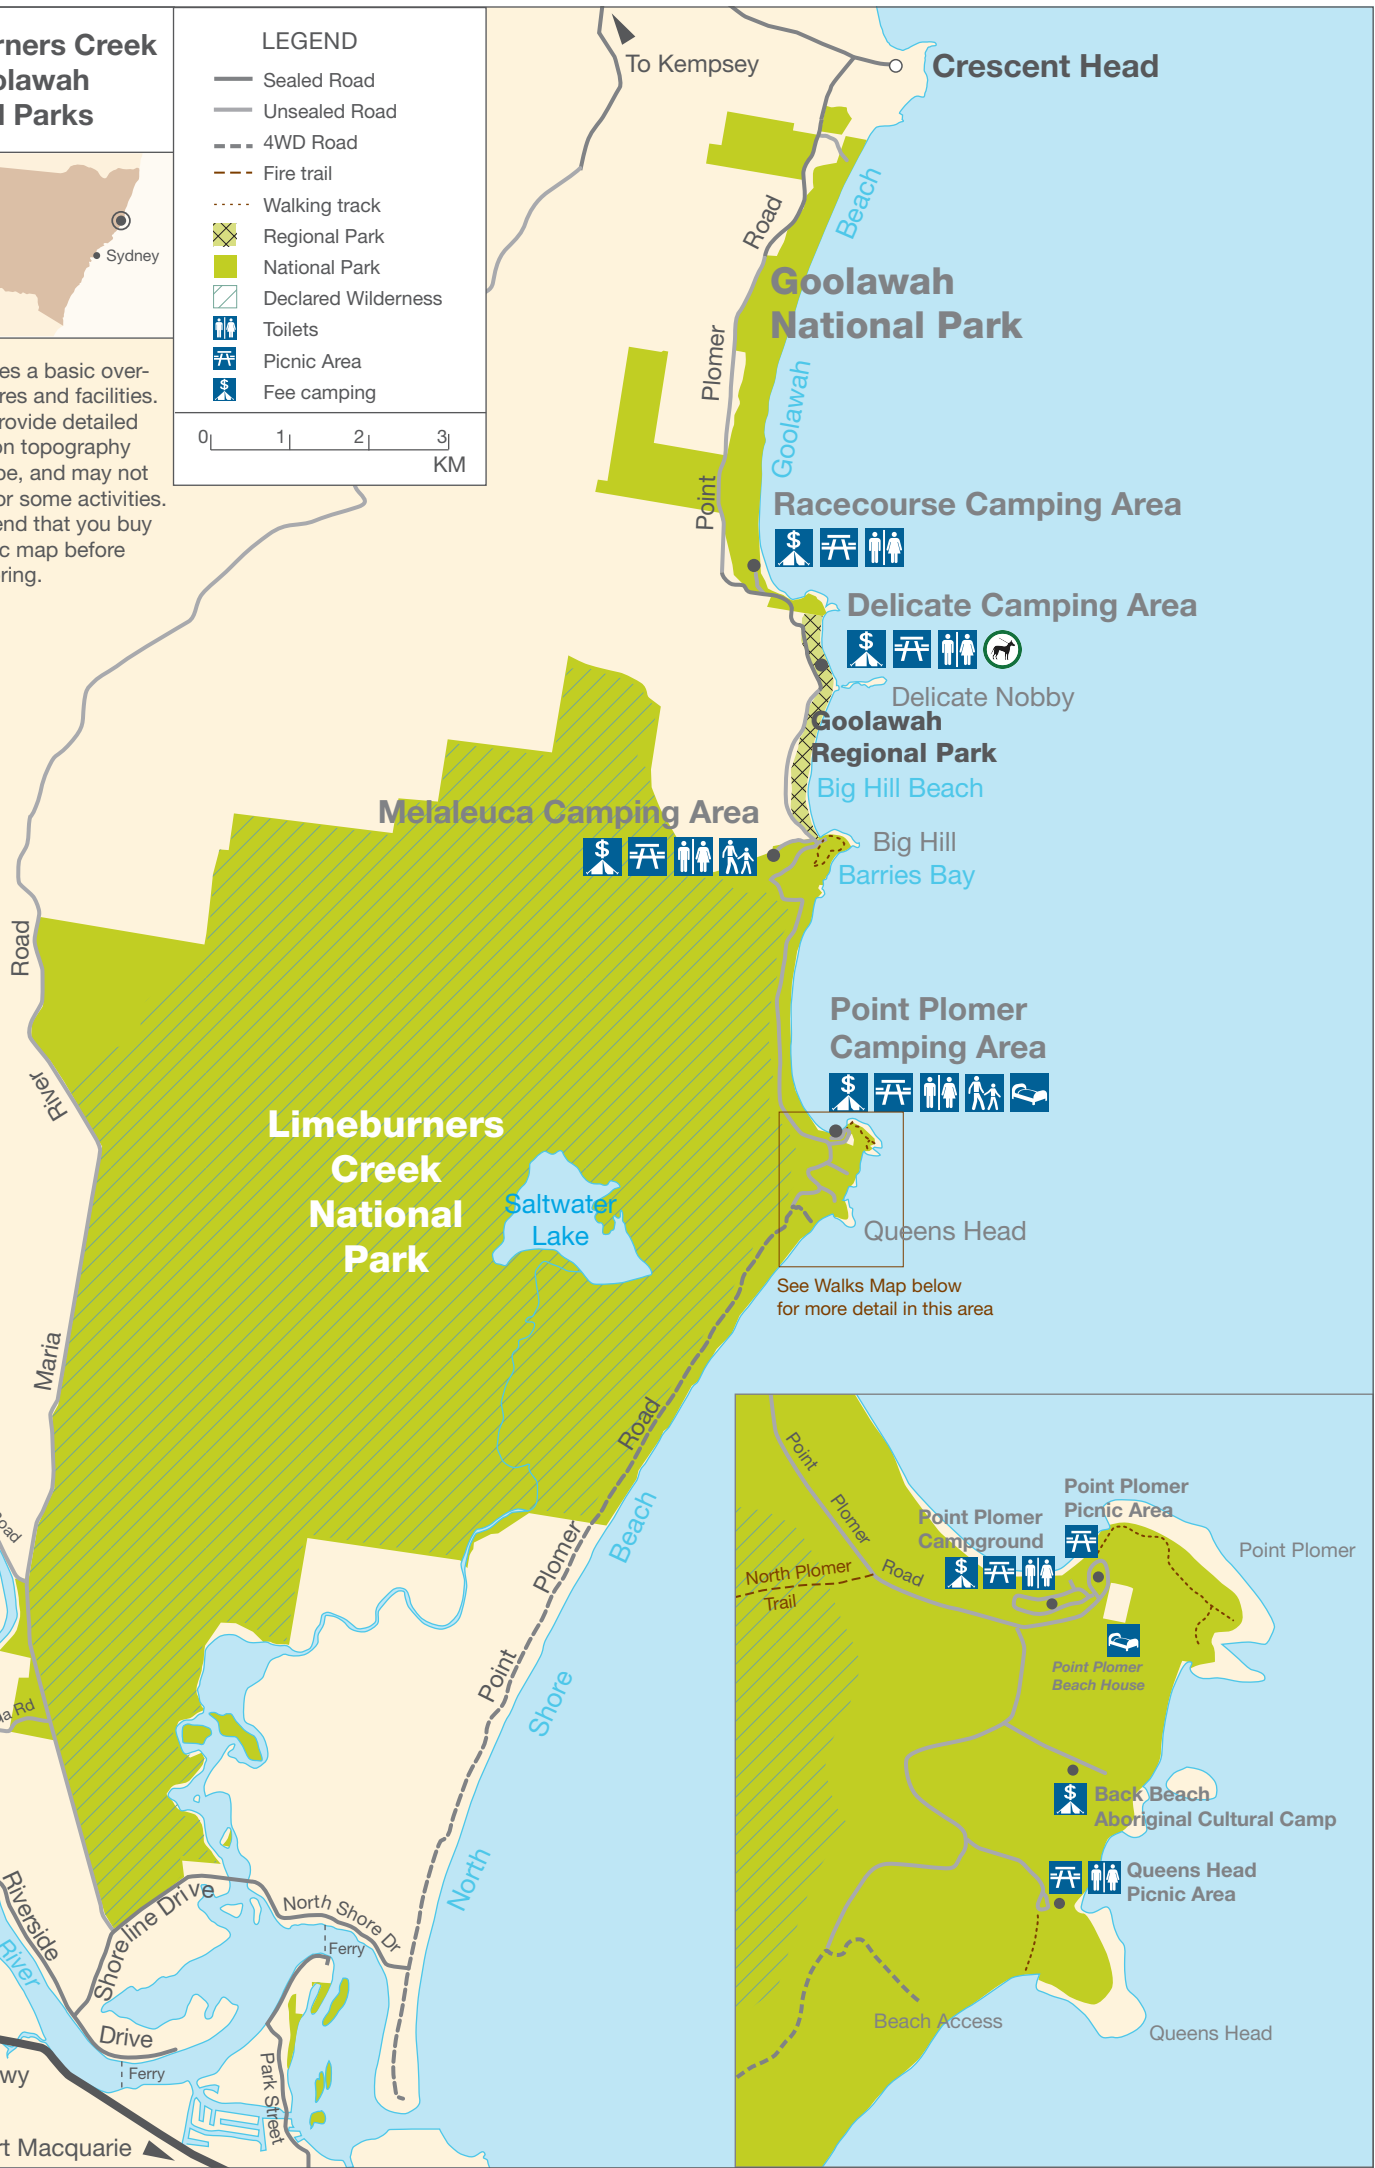 rners Creek
olawah
l Parks
Sydney
es a basic over-
res and facilities.
rovide detailed
on topography
pe, and may not
or some activities.
end that you buy
c map before
ring.
LEGEND
Sealed Road
Unsealed Road
4WD Road
Fire trail
Walking track
Regional Park
National Park
Declared Wilderness
Toilets
Picnic Area
Fee camping
0 1 2 3
KM
To Kempsey
Crescent Head
Beach
Road
Goolawah
National Park
Plomer
Goolawah
Point
Racecourse Camping Area
Delicate Camping Area
Delicate Nobby
Goolawah
Regional Park
Big Hill Beach
Melaleuca Camping Area
Big Hill
Barries Bay
Road
River
Maria
Point Plomer
Camping Area
Limeburners
Creek
National
Park
Saltwater
Lake
Queens Head
See Walks Map below
for more detail in this area
Road
Plomer
Point
Beach
Shore
North
oad
ia Rd
Riverside
River
Shoreline Drive
North Shore Dr
Ferry
Drive
Ferry
Park Street
wy
rt Macquarie
Point
Plomer
Road
North Plomer
Trail
Point Plomer
Campground
Point Plomer
Picnic Area
Point Plomer
Point Plomer
Beach House
Back Beach
Aboriginal Cultural Camp
Queens Head
Picnic Area
Beach Access
Queens Head